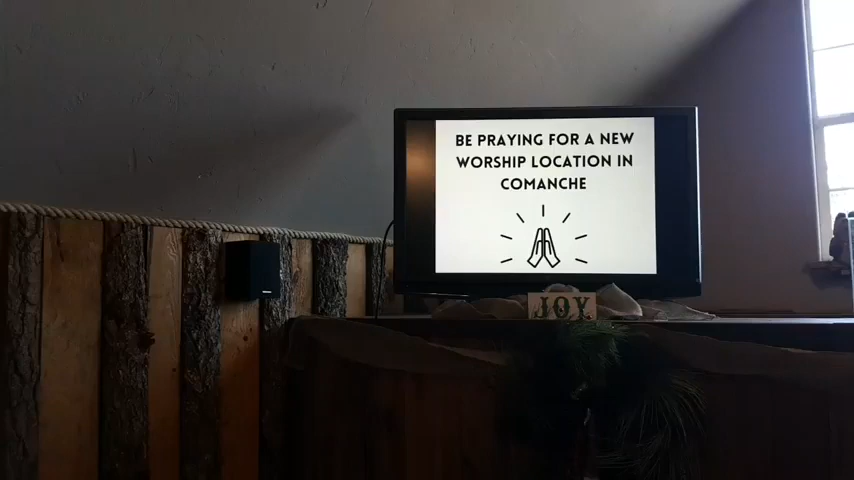 BE PRAYING FOR A NEW
WORSHIP LOCATION IN
COMANCHE
JOY